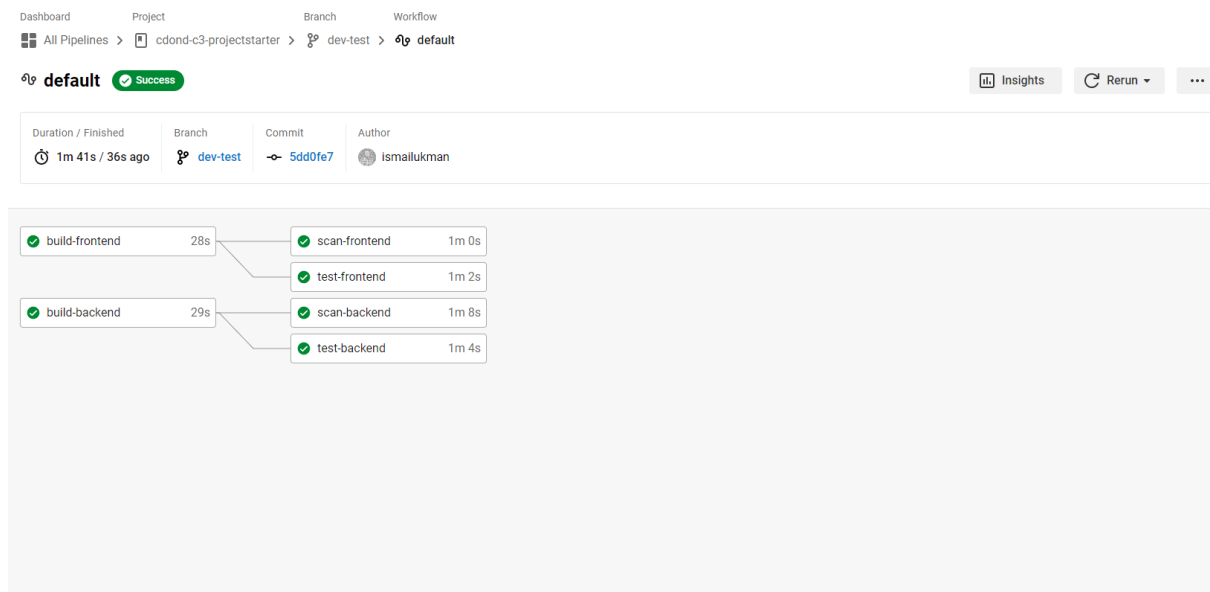 Dashboard Project Branch Workflow
All Pipelines cdond-c3-projectstarter dev-test default
default Success Insights Rerun
Duration / Finished Branch Commit Author
1m 41s / 36s ago dev-test 5dd0fe7 ismailukman
build-frontend 28s scan-frontend 1m 0s
test-frontend 1m 2s
build-backend 29s scan-backend 1m 8s
test-backend 1m 4s